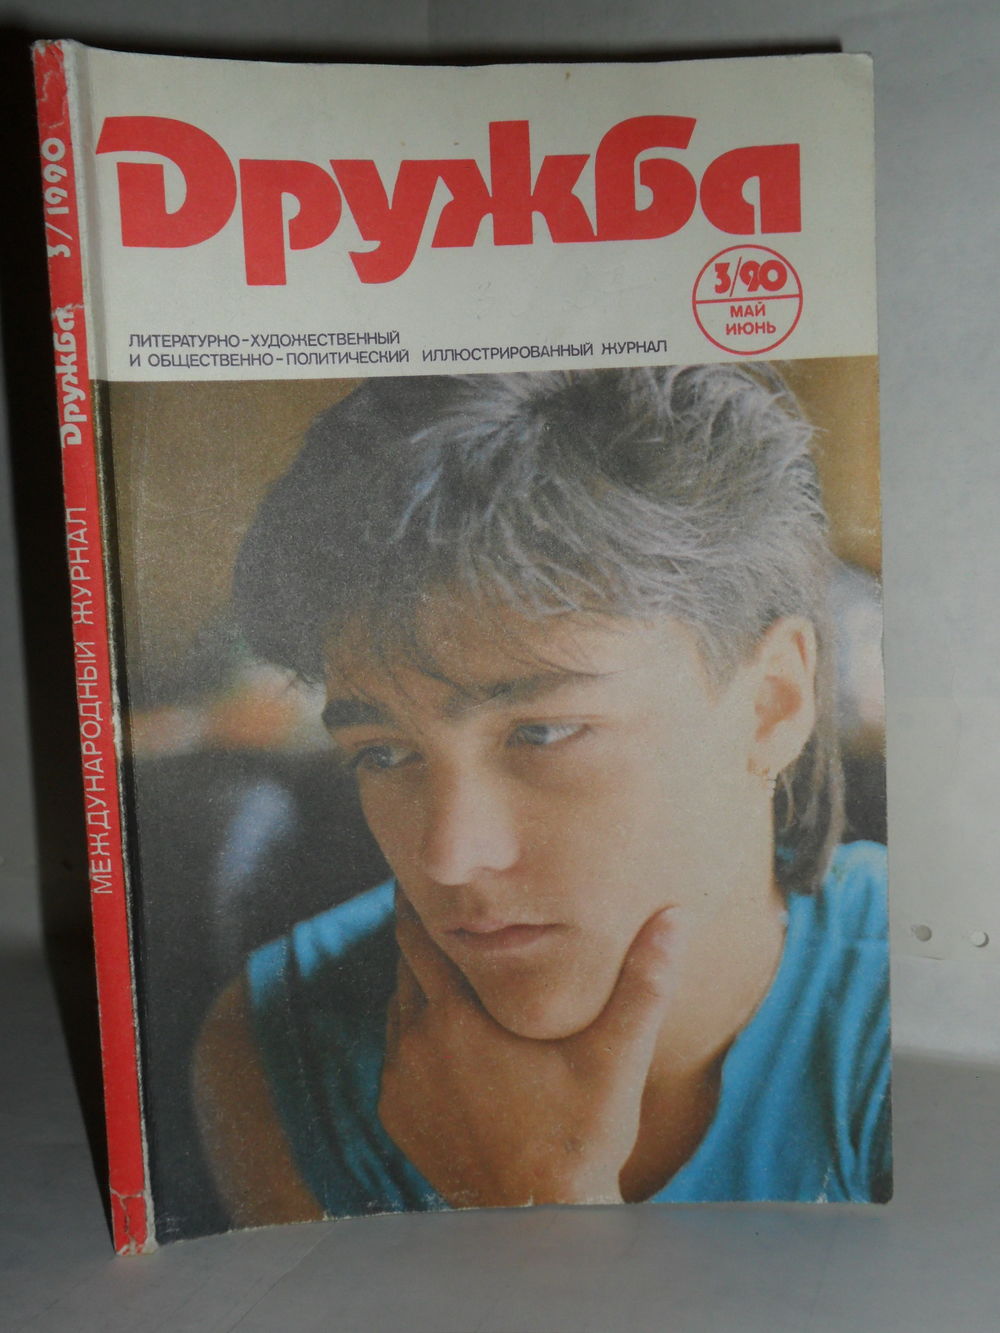 Дружба
3/90
МАЙ
ИЮНЬ
ЛИТЕРАТУРНО-ХУДОЖЕСТВЕННЫЙ
И ОБЩЕСТВЕННО-ПОЛИТИЧЕСКИЙ ИЛЛЮСТРИРОВАННЫЙ ЖУРНАЛ
МЕЖДУНАРОДНЫЙ ЖУРНАЛ Дружба 3/1990